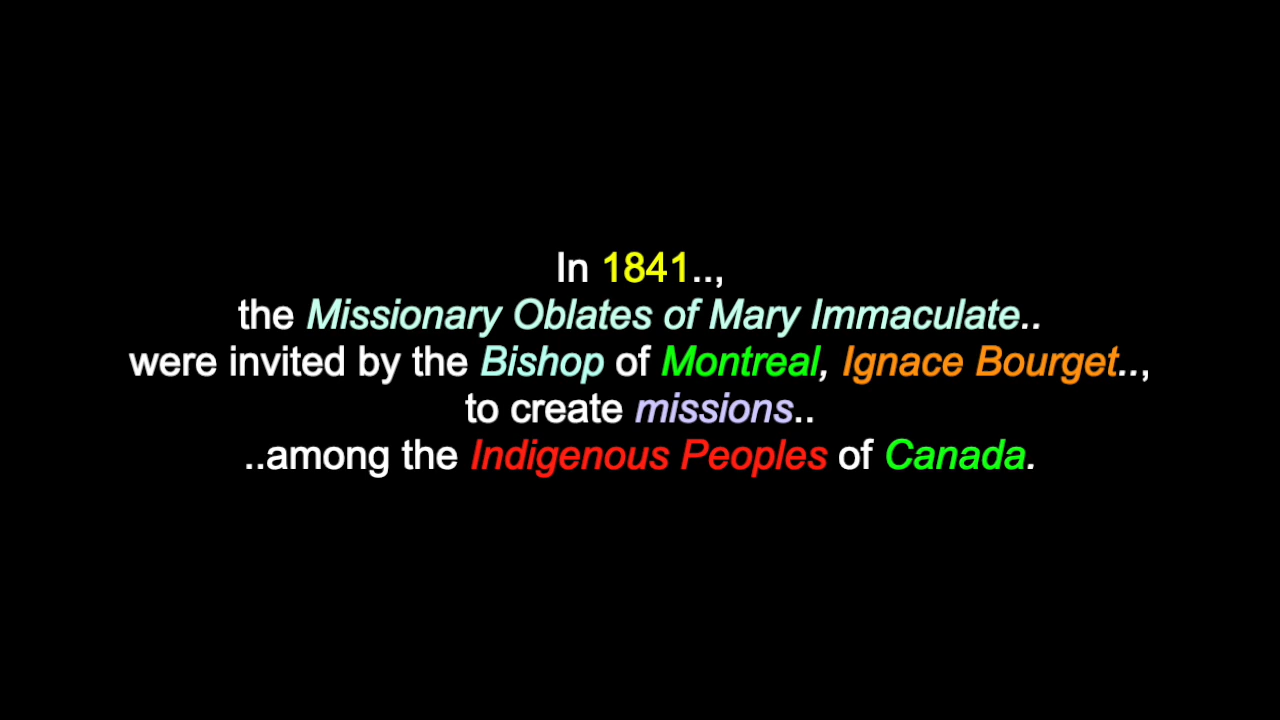 In 1841..,
the Missionary Oblates of Mary Immaculate..
were invited by the Bishop of Montreal, Ignace Bourget..,
to create missions..
..among the Indigenous Peoples of Canada.